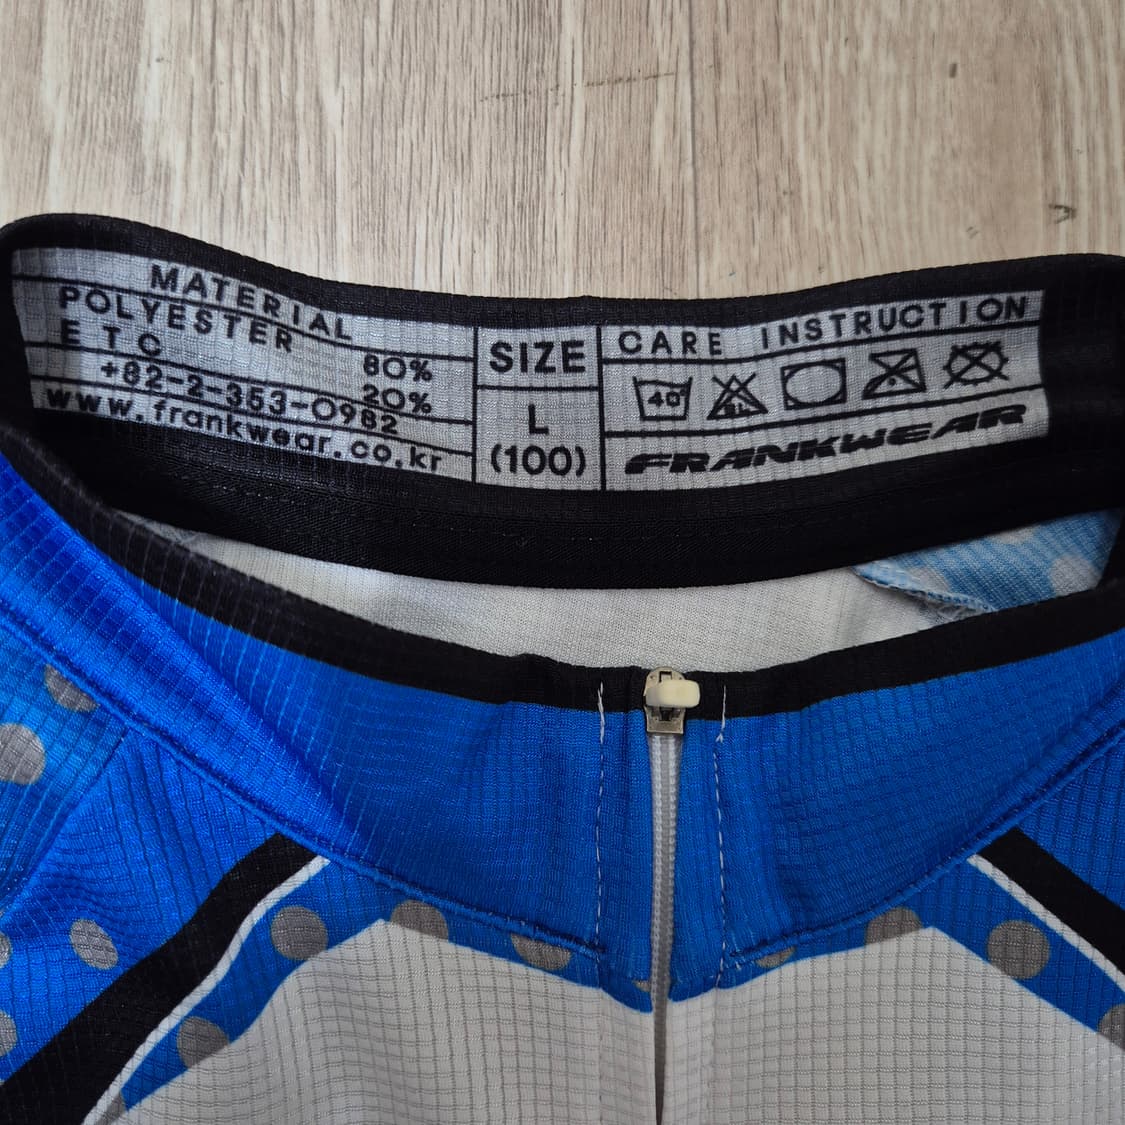 MATERIAL
POLYESTER 80%
ETC 20%
+82-2-353-0982
www.frankwear.co.kr
SIZE
L
(100)
CARE INSTRUCTION
40°
FRANKWEAR